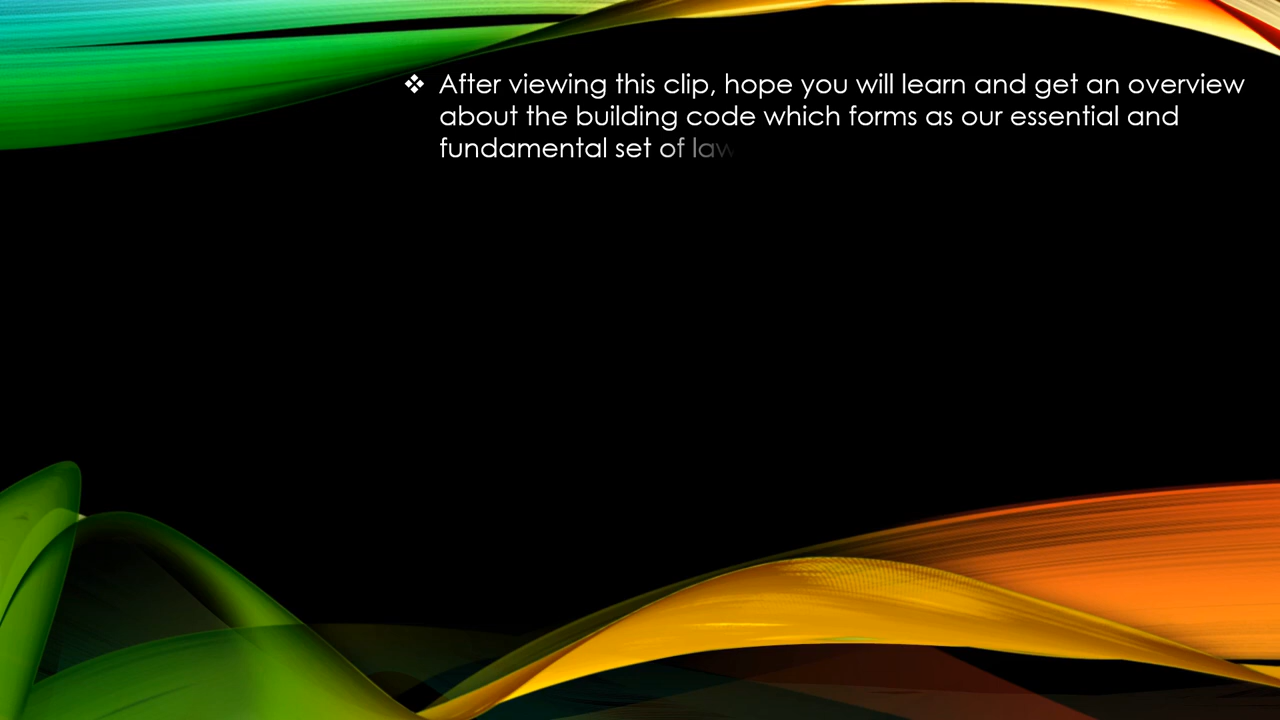 ❖ After viewing this clip, hope you will learn and get an overview
about the building code which forms as our essential and
fundamental set of law